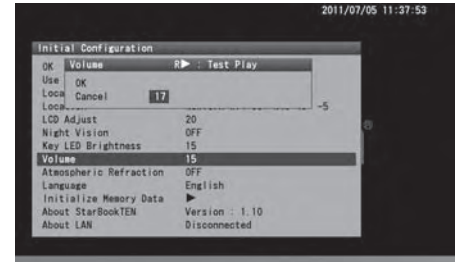 2011/07/05 11:37:53
Initial Configuration
OK Volume R▶ : Test Play
Use OK
Loca Cancel 17
-5
LCD Adjust 20
Night Vision OFF
Key LED Brightness 15
Volume 15
Atmospheric Refraction OFF
Language English
Initialize Memory Data ▶
About StarBookTEN Version : 1.10
About LAN Disconnected